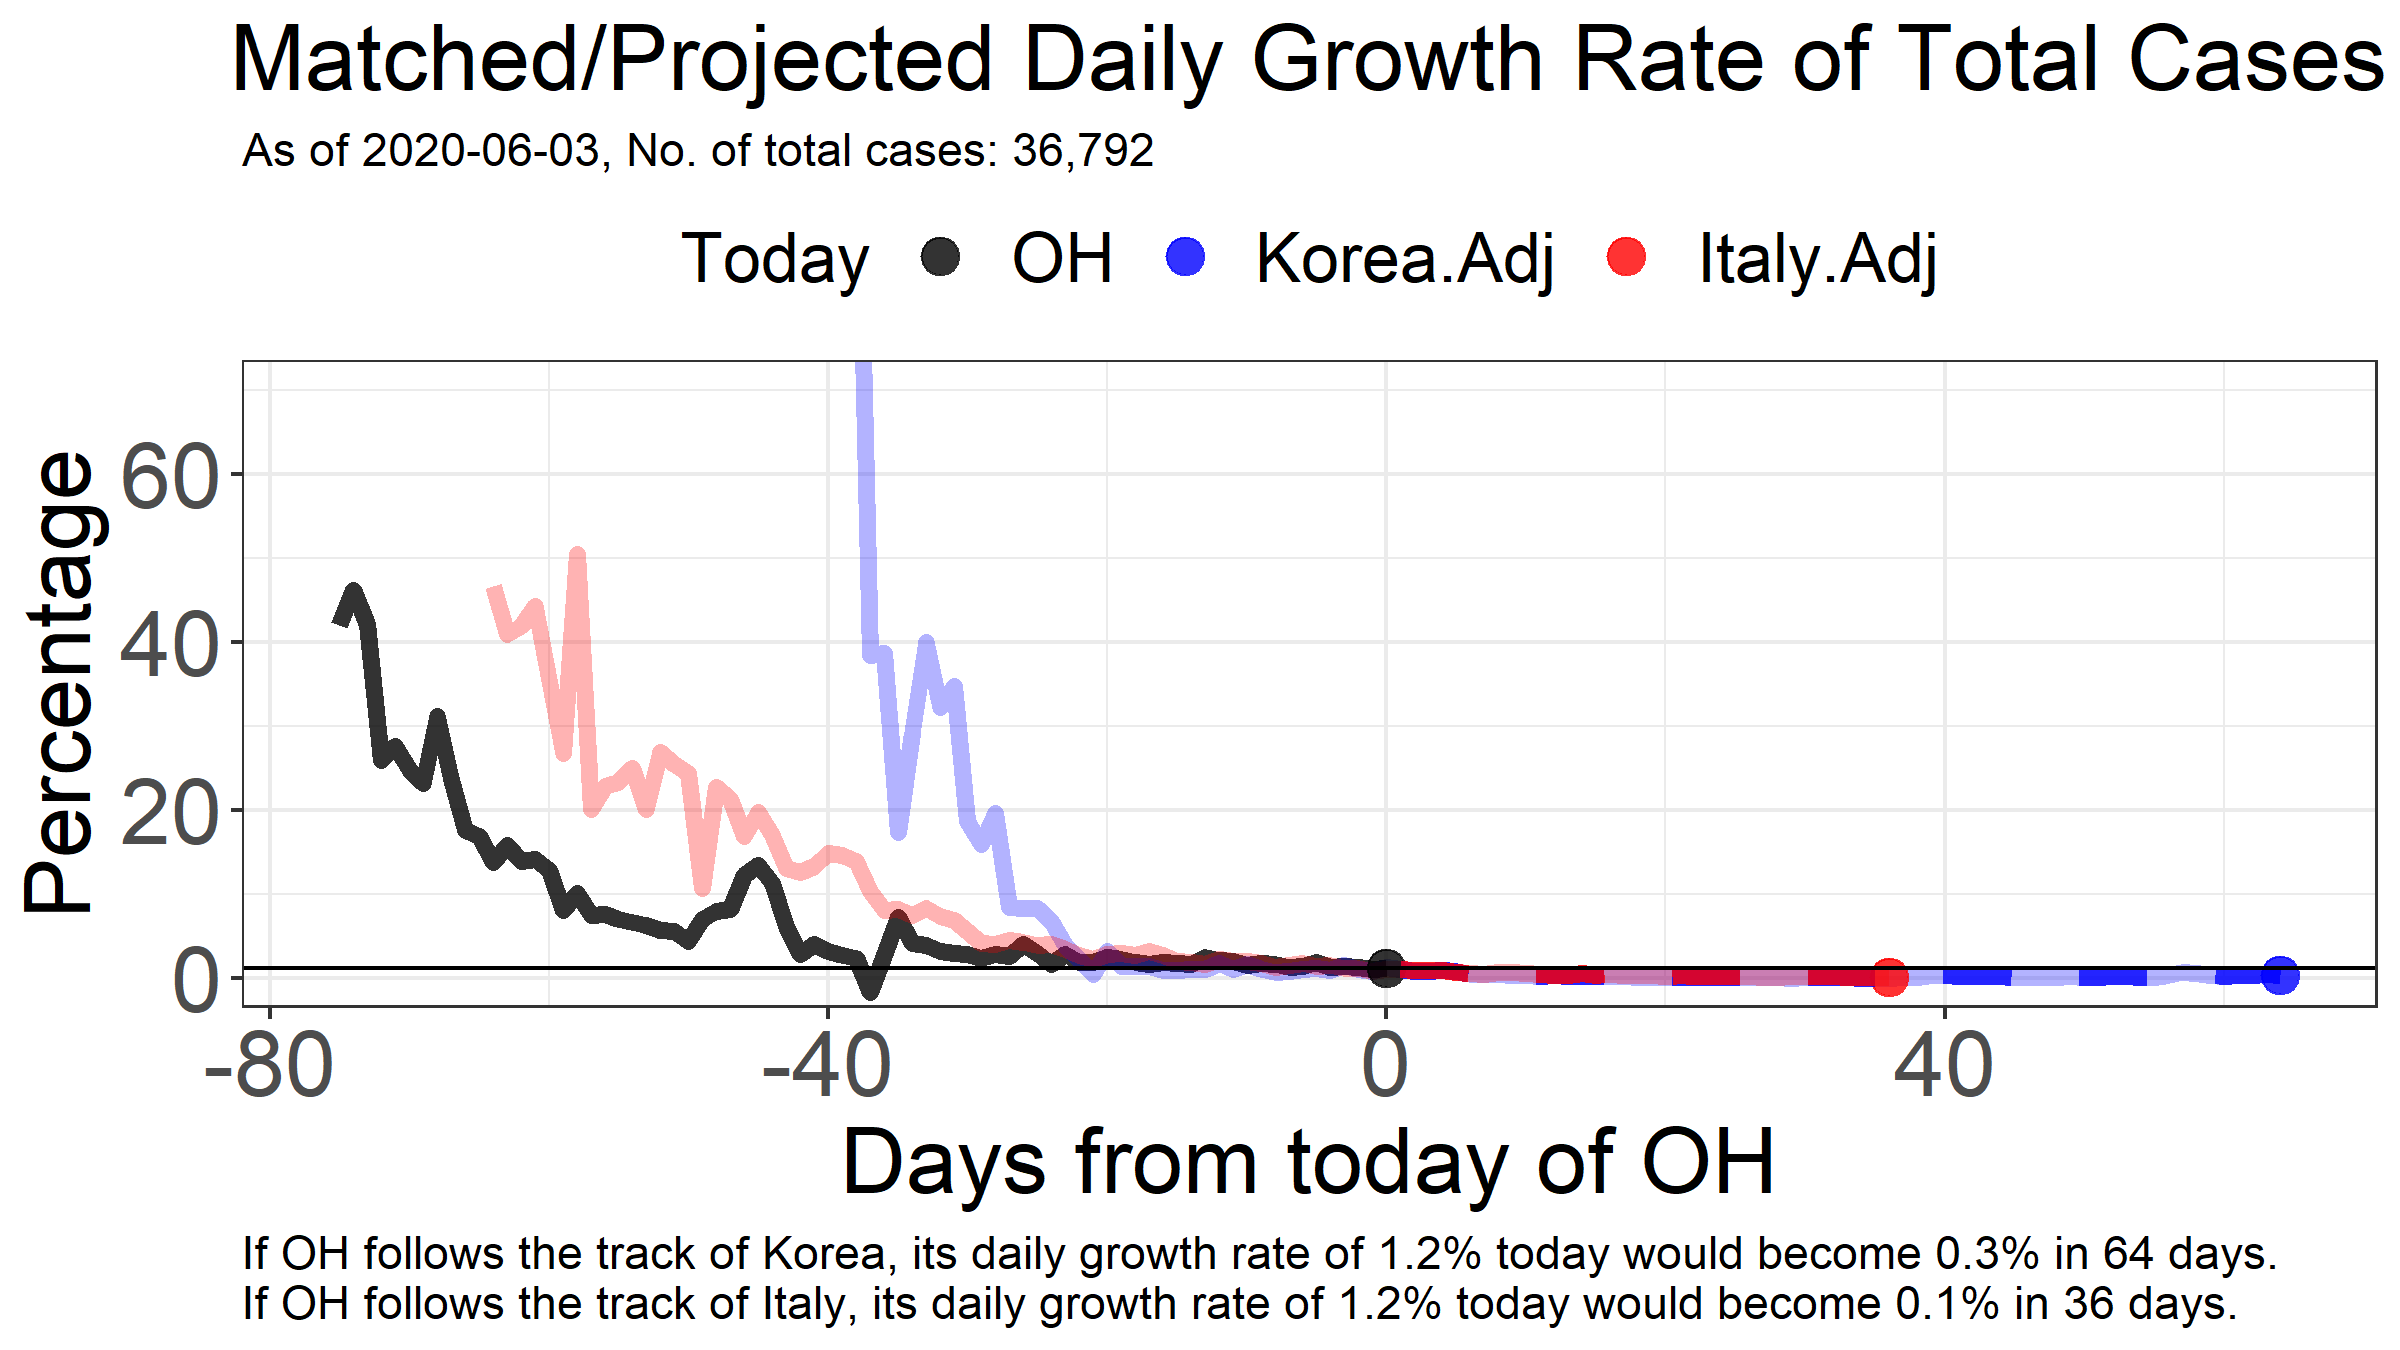 Matched/Projected Daily Growth Rate of Total Cases
As of 2020-06-03, No. of total cases: 36,792
Today OH Korea.Adj Italy.Adj
Percentage
60
40
20
0
-80 -40 0 40
Days from today of OH
If OH follows the track of Korea, its daily growth rate of 1.2% today would become 0.3% in 64 days.
If OH follows the track of Italy, its daily growth rate of 1.2% today would become 0.1% in 36 days.